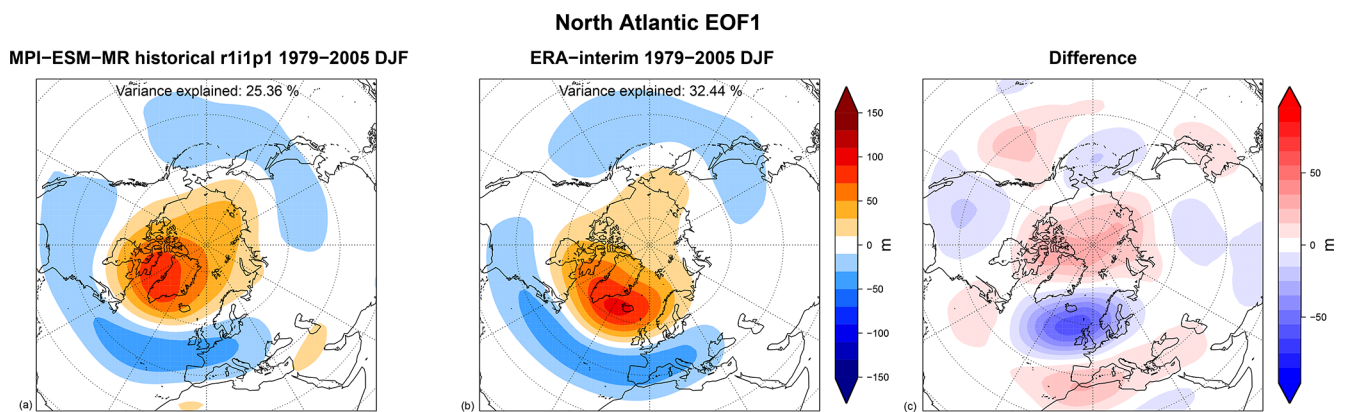 North Atlantic EOF1
MPI−ESM−MR historical r1i1p1 1979−2005 DJF
ERA−interim 1979−2005 DJF
Difference
Variance explained: 25.36 %
Variance explained: 32.44 %
150
100
50
0
−50
−100
−150
m
50
0
−50
m
(a)
(b)
(c)